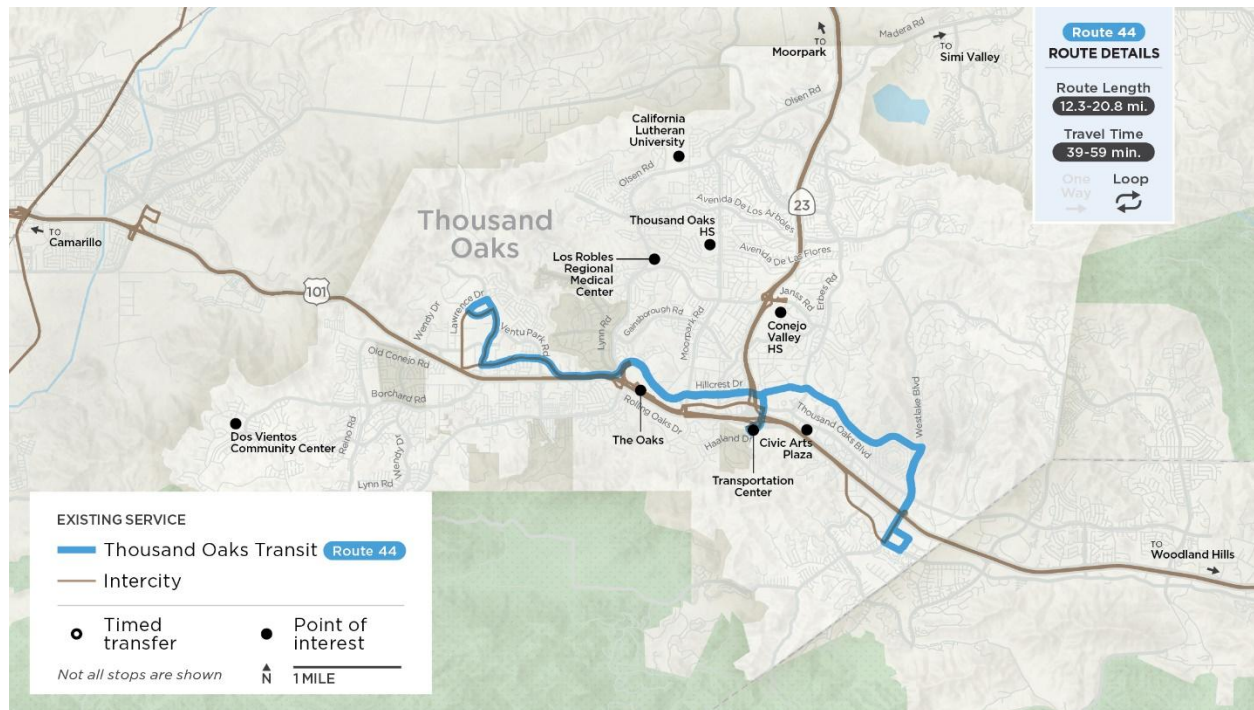 Route 44
ROUTE DETAILS
Route Length
12.3-20.8 mi.
Travel Time
39-59 min.
One
Way
Loop
TO
Moorpark
Madera Rd
TO
Simi Valley
Olsen Rd
California
Lutheran
University
Olsen Rd
23
Avenida De Los Arboles
Thousand
Oaks
Thousand Oaks
HS
TO
Camarillo
Avenida De Las Flores
Los Robles
Regional
Medical
Center
101
Janss Rd
Erbes Rd
Wendy Dr
Lawrence Dr
Ventu Park Rd
Lynn Rd
Gainsborough Rd
Moorpark Rd
Conejo
Valley
HS
Old Conejo Rd
Hillcrest Dr
Westlake Blvd
Borchard Rd
Rolling Oaks Dr
Thousand Oaks Blvd
Dos Vientos
Community Center
Reino Rd
Wendy Dr
The Oaks
Haaland Dr
Civic Arts
Plaza
Lynn Rd
Transportation
Center
TO
Woodland Hills
EXISTING SERVICE
Thousand Oaks Transit Route 44
Intercity
Timed
transfer
Point of
interest
Not all stops are shown
N
1 MILE